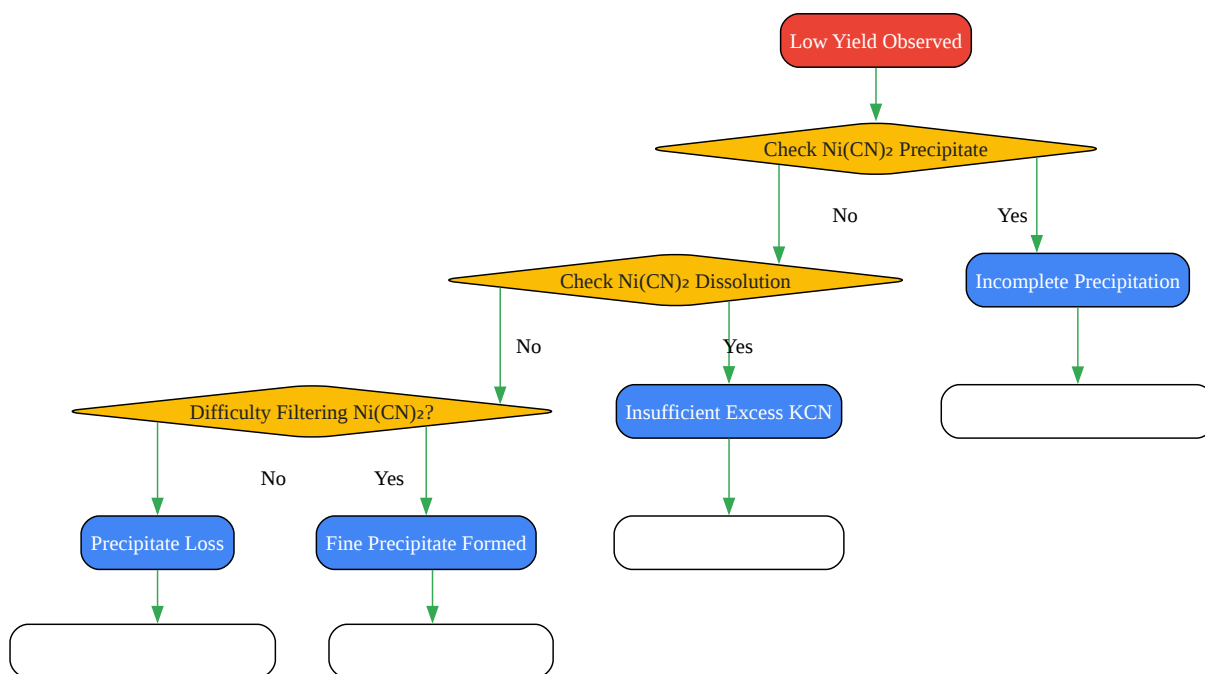 Low Yield Observed
Check Ni(CN)₂ Precipitate
No
Yes
Check Ni(CN)₂ Dissolution
Incomplete Precipitation
No
Yes
Difficulty Filtering Ni(CN)₂?
Insufficient Excess KCN
No
Yes
Precipitate Loss
Fine Precipitate Formed